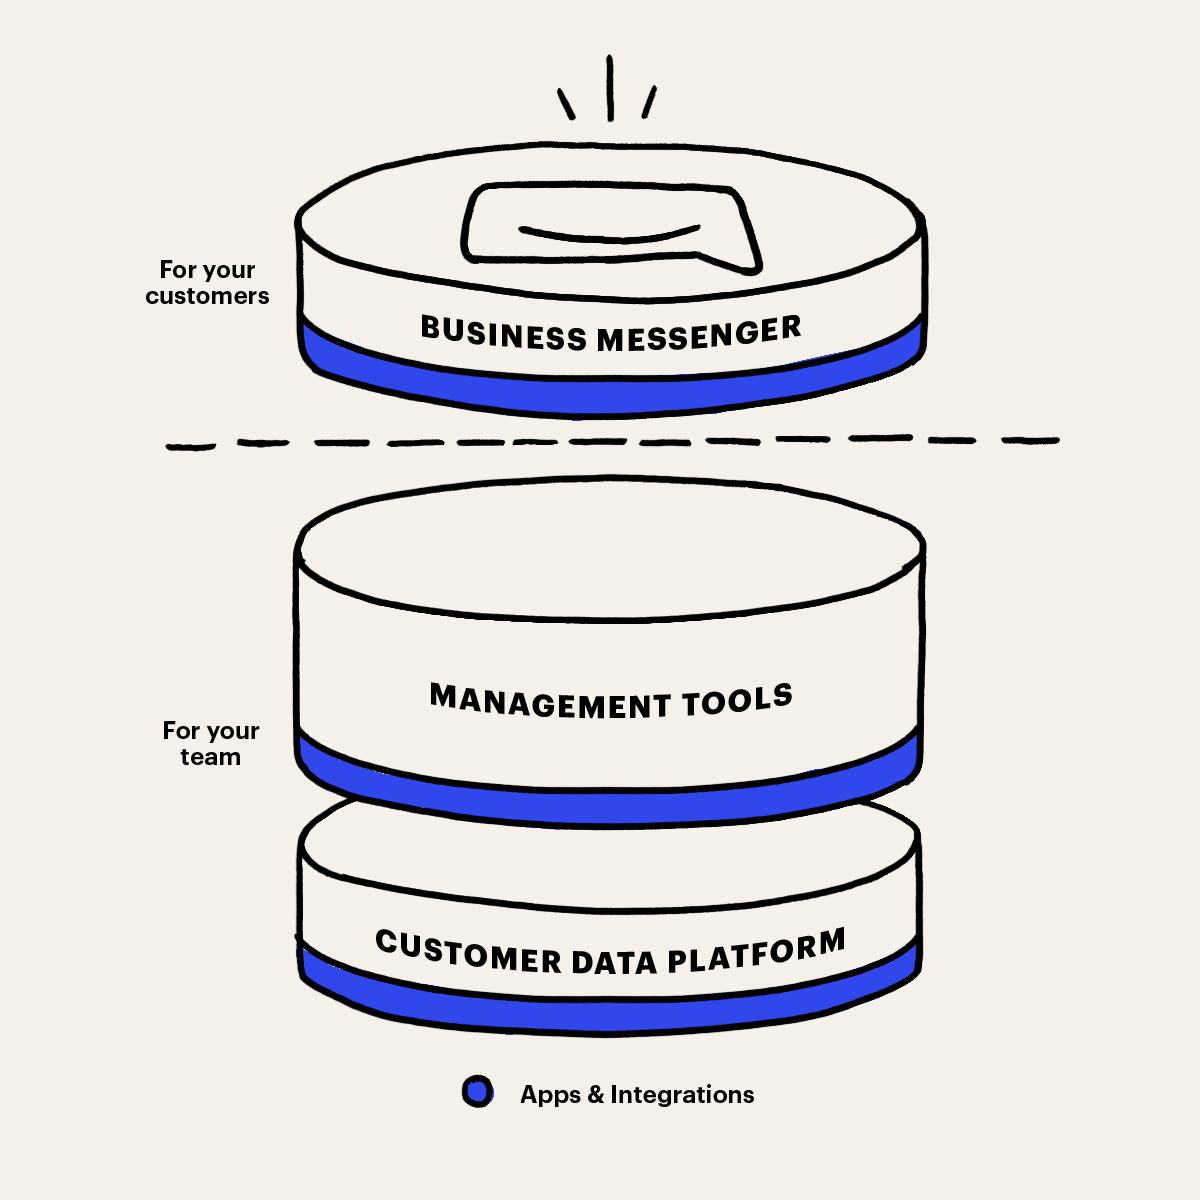 For your
customers
BUSINESS MESSENGER
MANAGEMENT TOOLS
For your
team
CUSTOMER DATA PLATFORM
Apps & Integrations